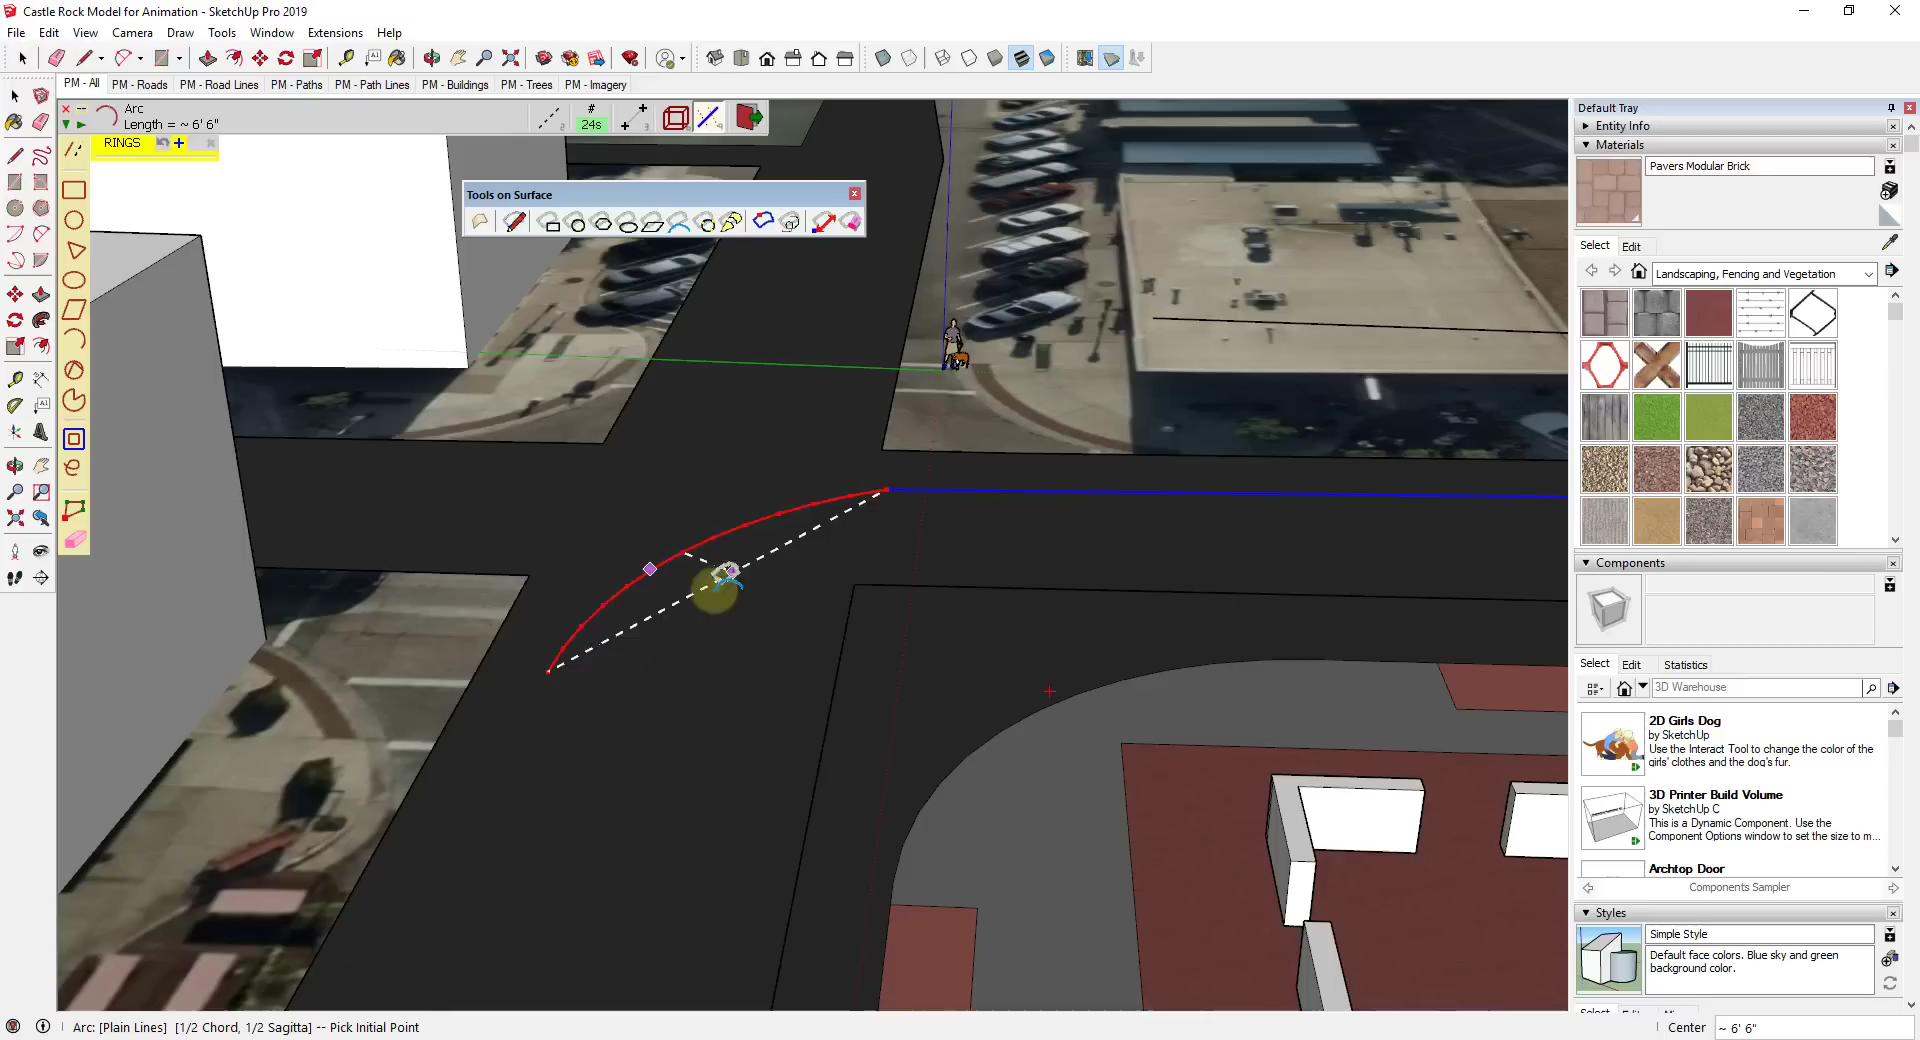 Castle Rock Model for Animation - SketchUp Pro 2019
File Edit View Camera Draw Tools Window Extensions Help
PM - All PM - Roads PM - Road Lines PM - Paths PM - Path Lines PM - Buildings PM - Trees PM - Imagery
Arc
Length = ~ 6' 6"
#
24s
2
3
RINGS
Tools on Surface
Default Tray
Entity Info
Materials
Pavers Modular Brick
Select Edit
Landscaping, Fencing and Vegetation
Components
Select Edit Statistics
3D Warehouse
2D Girls Dog
by SketchUp
Use the Interact Tool to change the color of the
girls' clothes and the dog's fur.
3D Printer Build Volume
by SketchUp C
This is a Dynamic Component. Use the
Component Options window to set the size to m...
Archtop Door
Components Sampler
Styles
Simple Style
Default face colors. Blue sky and green
background color.
Select
Arc: [Plain Lines] [1/2 Chord, 1/2 Sagitta] -- Pick Initial Point
Center ~ 6' 6"